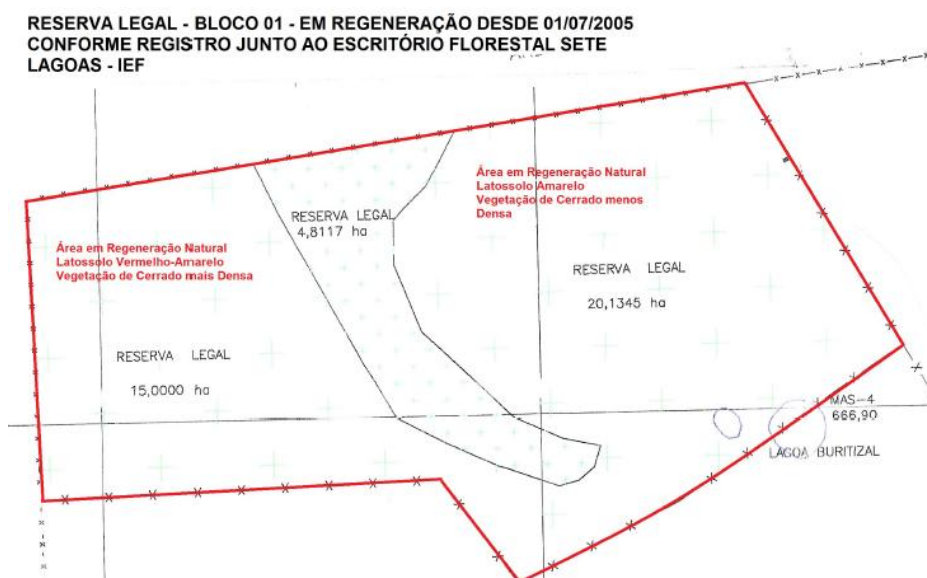 RESERVA LEGAL - BLOCO 01 - EM REGENERAÇÃO DESDE 01/07/2005
CONFORME REGISTRO JUNTO AO ESCRITÓRIO FLORESTAL SETE
LAGOAS - IEF
Área em Regeneração Natural
Latossolo Amarelo
Vegetação de Cerrado menos
Densa
RESERVA LEGAL
4,8117 ha
Área em Regeneração Natural
Latossolo Vermelho-Amarelo
Vegetação de Cerrado mais Densa
RESERVA LEGAL
20,1345 ha
RESERVA LEGAL
15,0000 ha
MAS-4
666,90
LAGOA BURITIZAL